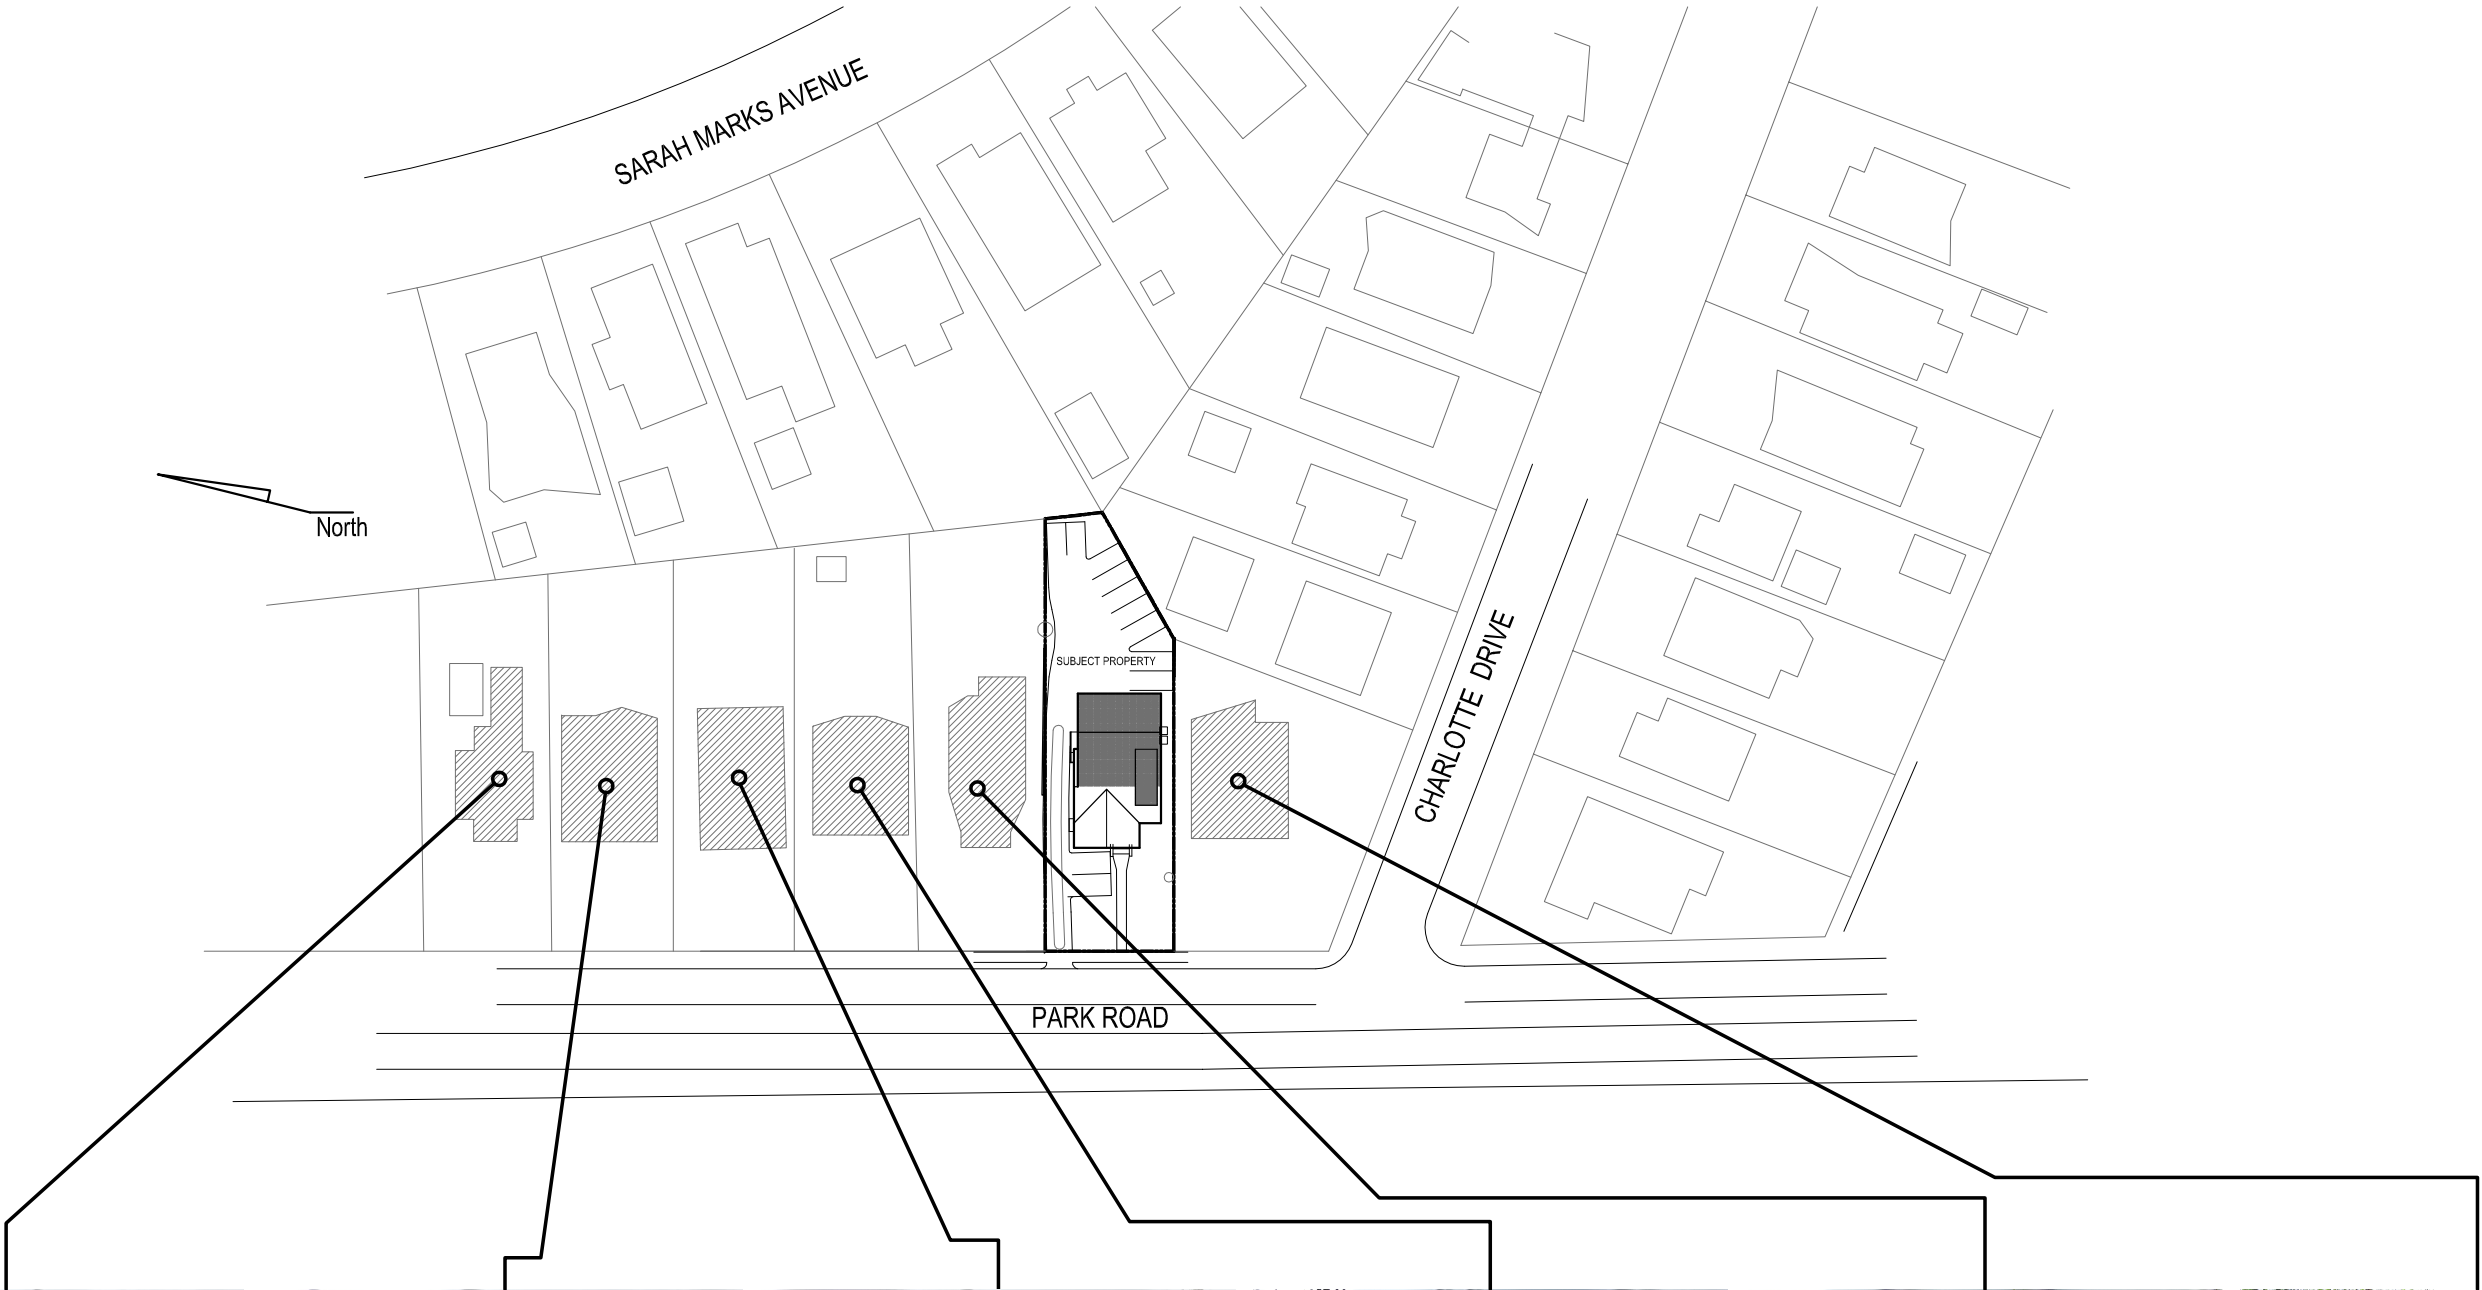 SARAH MARKS AVENUE
North
SUBJECT PROPERTY
CHARLOTTE DRIVE
PARK ROAD